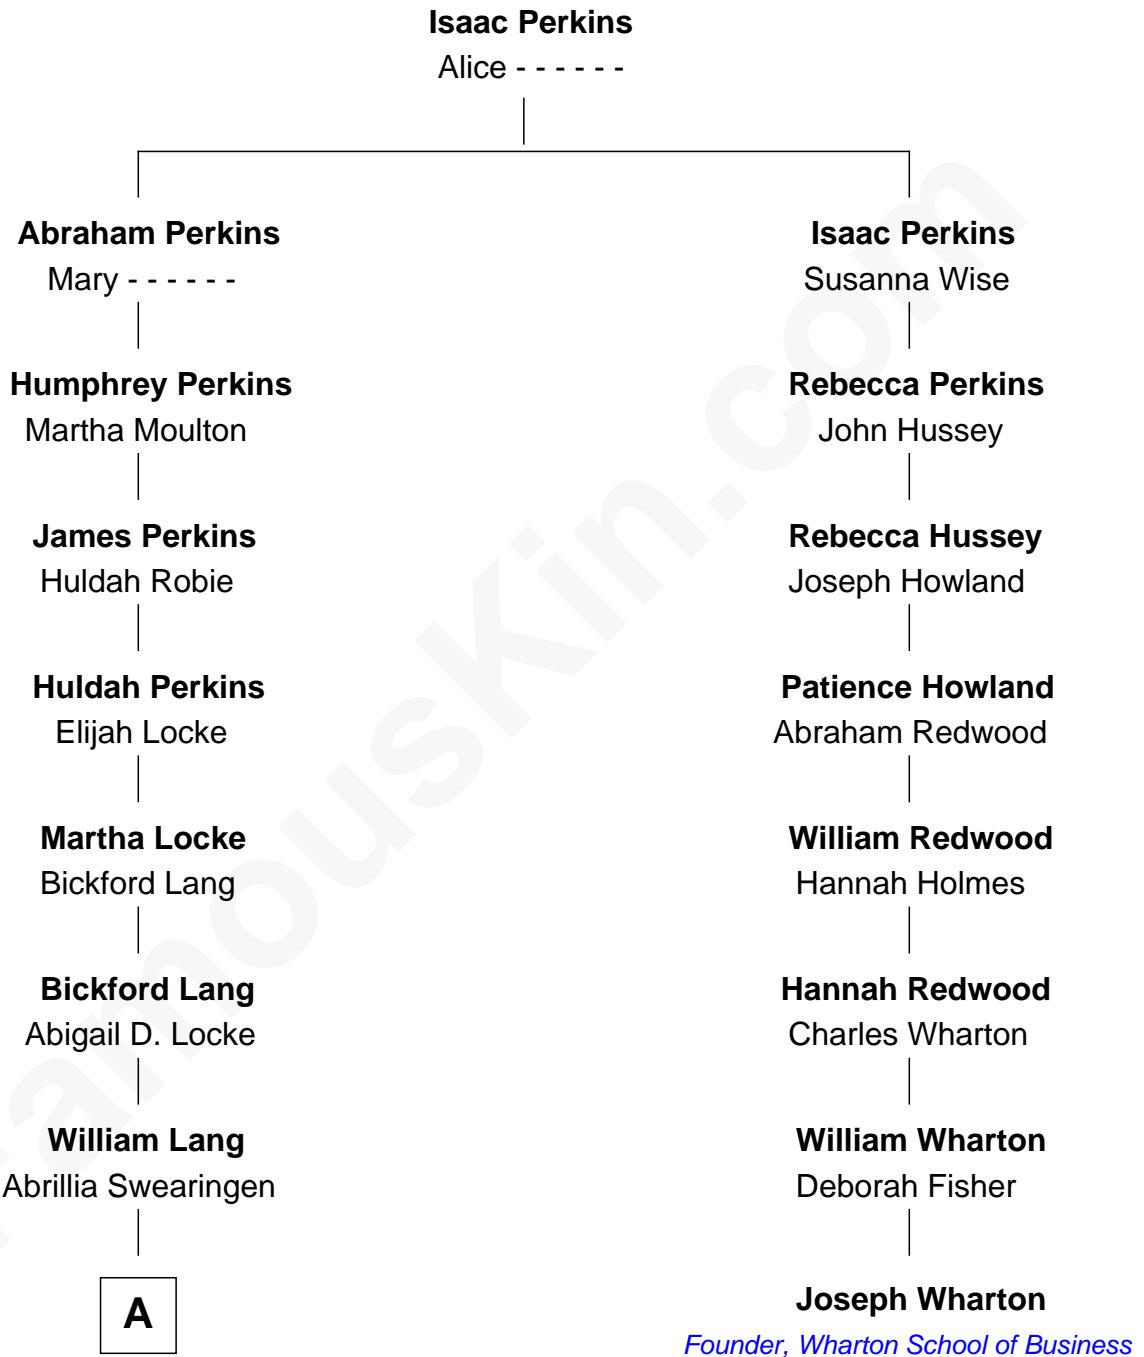 Isaac Perkins
Alice - - - - - -
Abraham Perkins
Mary - - - - - -
Isaac Perkins
Susanna Wise
Humphrey Perkins
Martha Moulton
Rebecca Perkins
John Hussey
James Perkins
Huldah Robie
Rebecca Hussey
Joseph Howland
Huldah Perkins
Elijah Locke
Patience Howland
Abraham Redwood
Martha Locke
Bickford Lang
William Redwood
Hannah Holmes
Bickford Lang
Abigail D. Locke
Hannah Redwood
Charles Wharton
William Lang
Abrillia Swearingen
William Wharton
Deborah Fisher
A
Joseph Wharton
Founder, Wharton School of Business
FamousKin.com